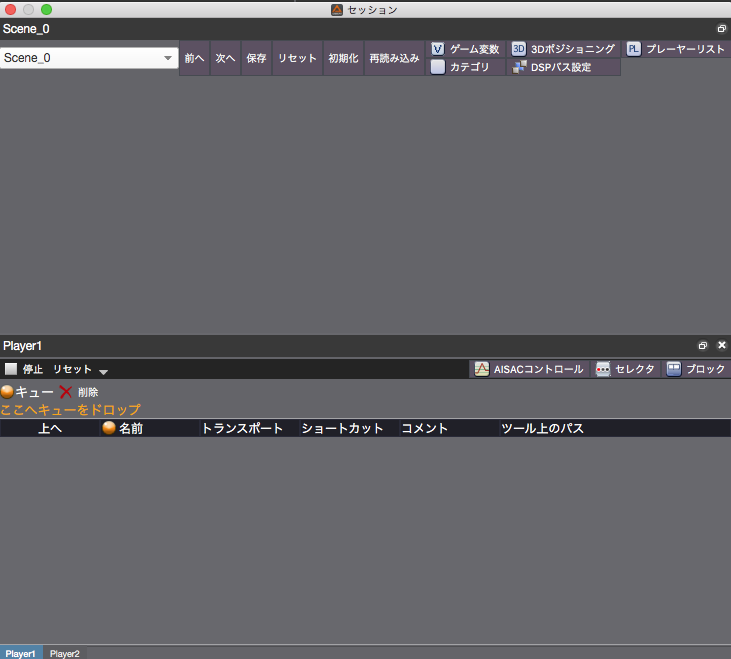 セッション
Scene_0
Scene_0 前へ 次へ 保存 リセット 初期化 再読み込み V ゲーム変数 3D 3Dポジショニング PL プレーヤーリスト
カテゴリ DSPバス設定
Player1
停止 リセット AISACコントロール セレクタ ブロック
キュー 削除
ここへキューをドロップ
上へ 名前 トランスポート ショートカット コメント ツール上のパス
Player1 Player2